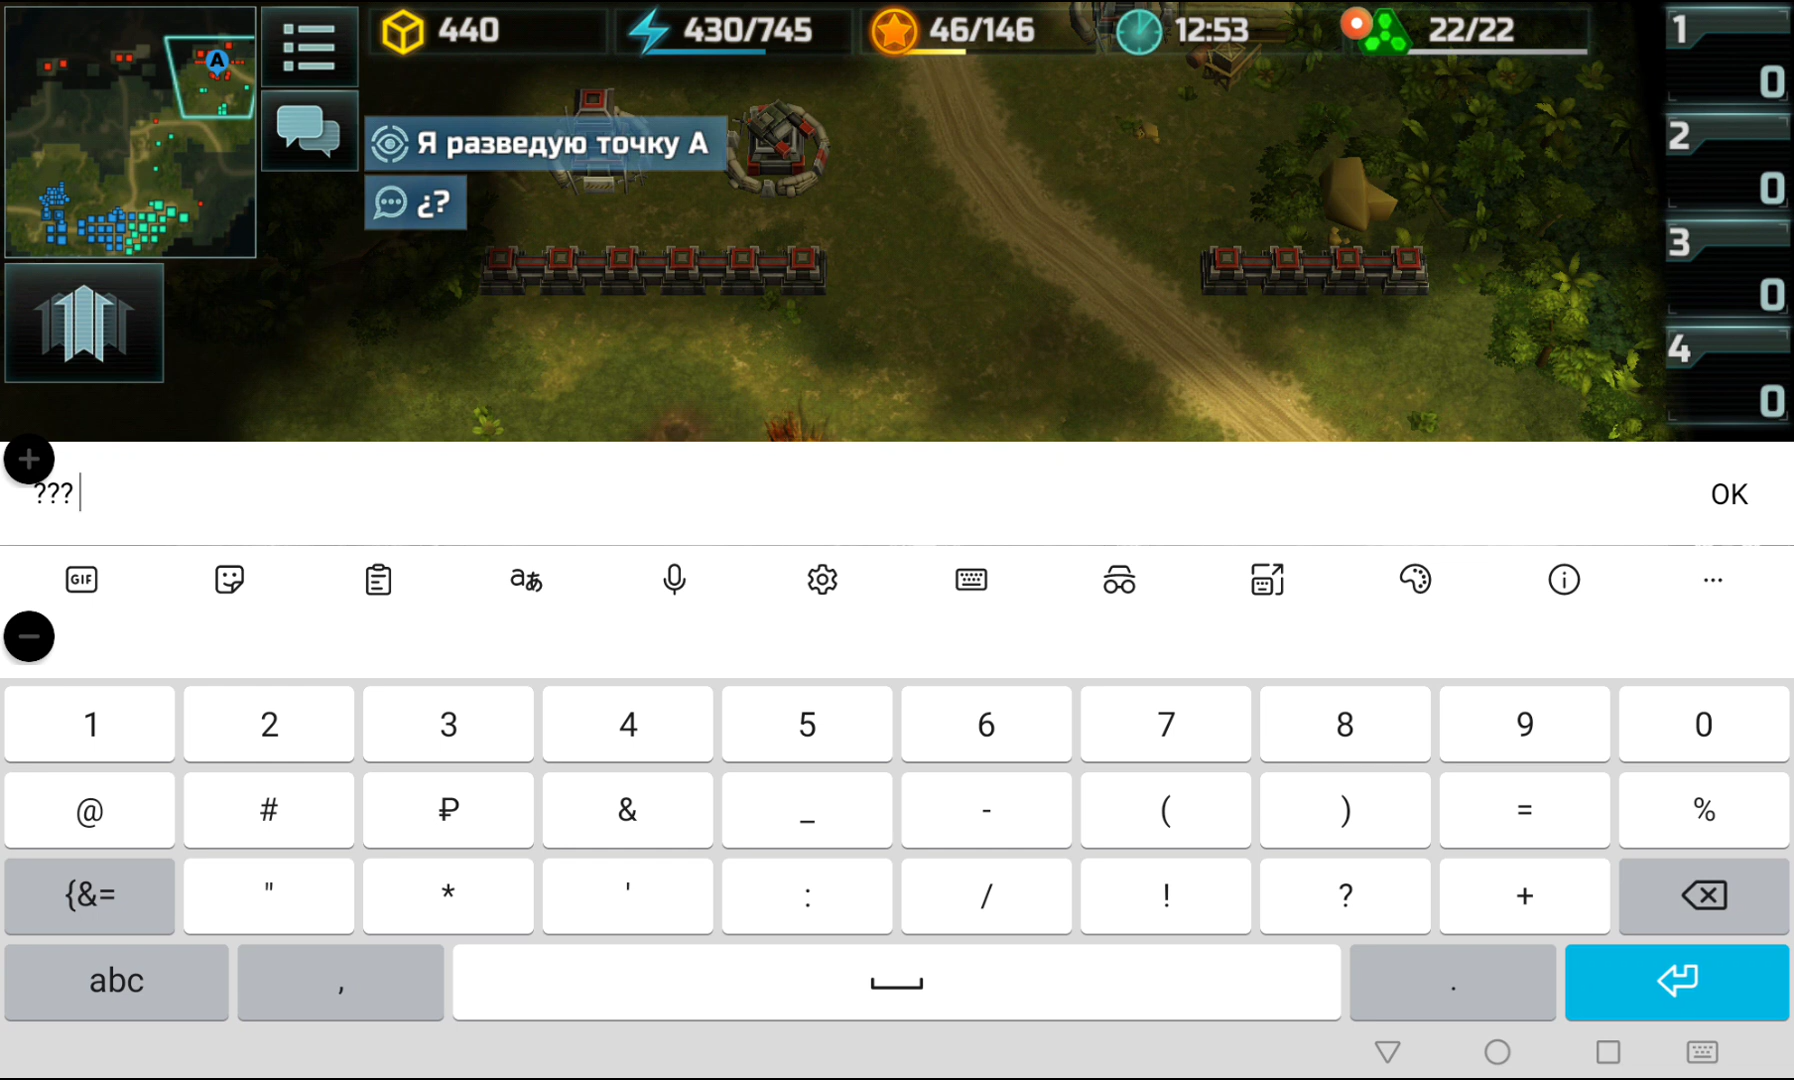 440
430/745
46/146
12:53
22/22
A
Я разведую точку A
¿?
1
0
2
0
3
0
4
0
???
OK
GIF
aあ
1 2 3 4 5 6 7 8 9 0
@ # ₽ & _ - ( ) = %
{&= " * ' : / ! ? +
abc , .